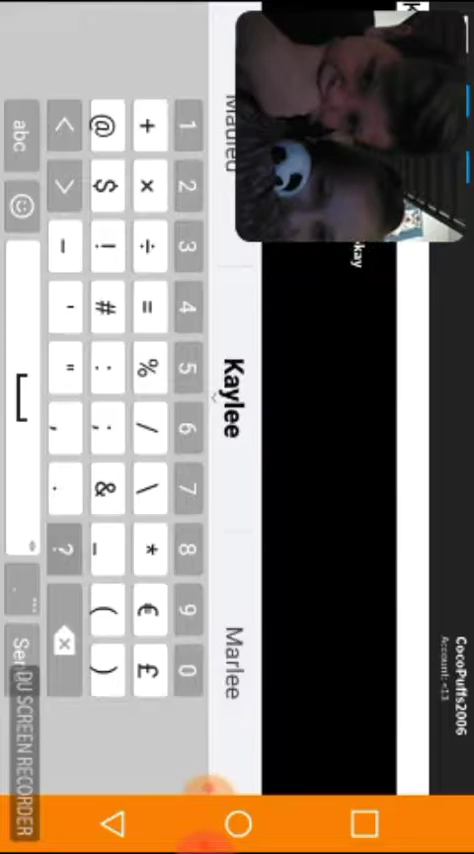 CocoPuffs2006
Account: <13
K
kay
Kaylee
Marlee
1 2 3 4 5 6 7 8 9 0
+ × ÷ = % / \ * € £
@ $ ! # : ; & _ ( )
< > - ' " , . ?
abc
DU SCREEN RECORDER